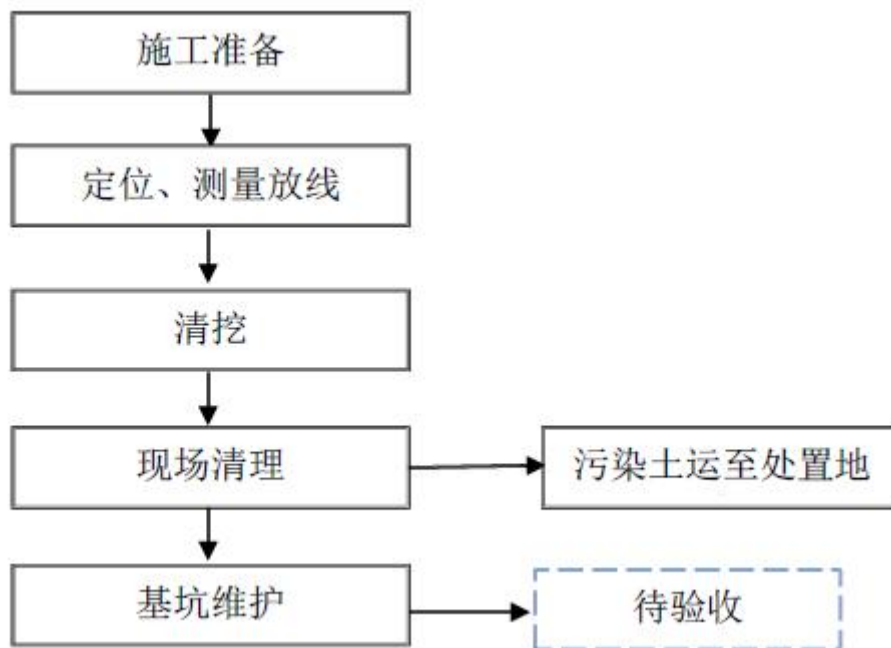 施工准备
定位、测量放线
清挖
现场清理
污染土运至处置地
基坑维护
待验收